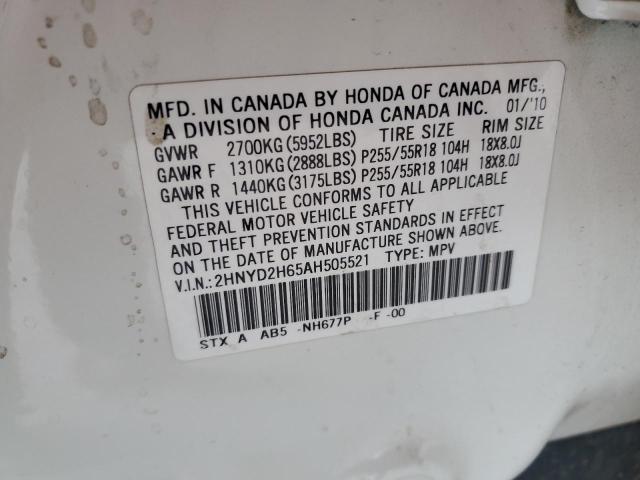 MFD. IN CANADA BY HONDA OF CANADA MFG.,
A DIVISION OF HONDA CANADA INC. 01/'10
GVWR 2700KG(5952LBS) TIRE SIZE RIM SIZE
GAWR F 1310KG(2888LBS) P255/55R18 104H 18X8.0J
GAWR R 1440KG(3175LBS) P255/55R18 104H 18X8.0J
THIS VEHICLE CONFORMS TO ALL APPLICABLE
FEDERAL MOTOR VEHICLE SAFETY
AND THEFT PREVENTION STANDARDS IN EFFECT
ON THE DATE OF MANUFACTURE SHOWN ABOVE.
V.I.N.: 2HNYD2H65AH505521 TYPE: MPV
STX A AB5 -NH677P -F -00